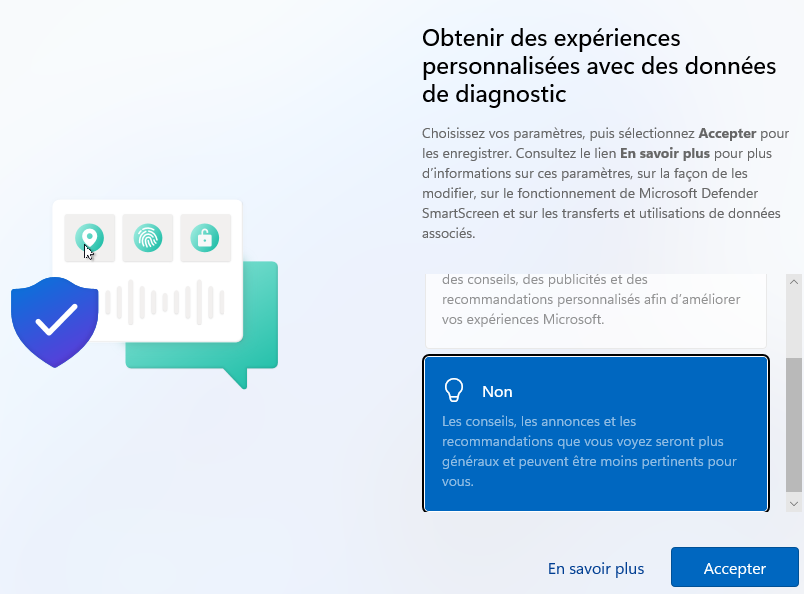 Obtenir des expériences
personnalisées avec des données
de diagnostic
Choisissez vos paramètres, puis sélectionnez Accepter pour
les enregistrer. Consultez le lien En savoir plus pour plus
d'informations sur ces paramètres, sur la façon de les
modifier, sur le fonctionnement de Microsoft Defender
SmartScreen et sur les transferts et utilisations de données
associés.
des conseils, des publicités et des
recommandations personnalisés afin d'améliorer
vos expériences Microsoft.
Non
Les conseils, les annonces et les
recommandations que vous voyez seront plus
généraux et peuvent être moins pertinents pour
vous.
En savoir plus
Accepter